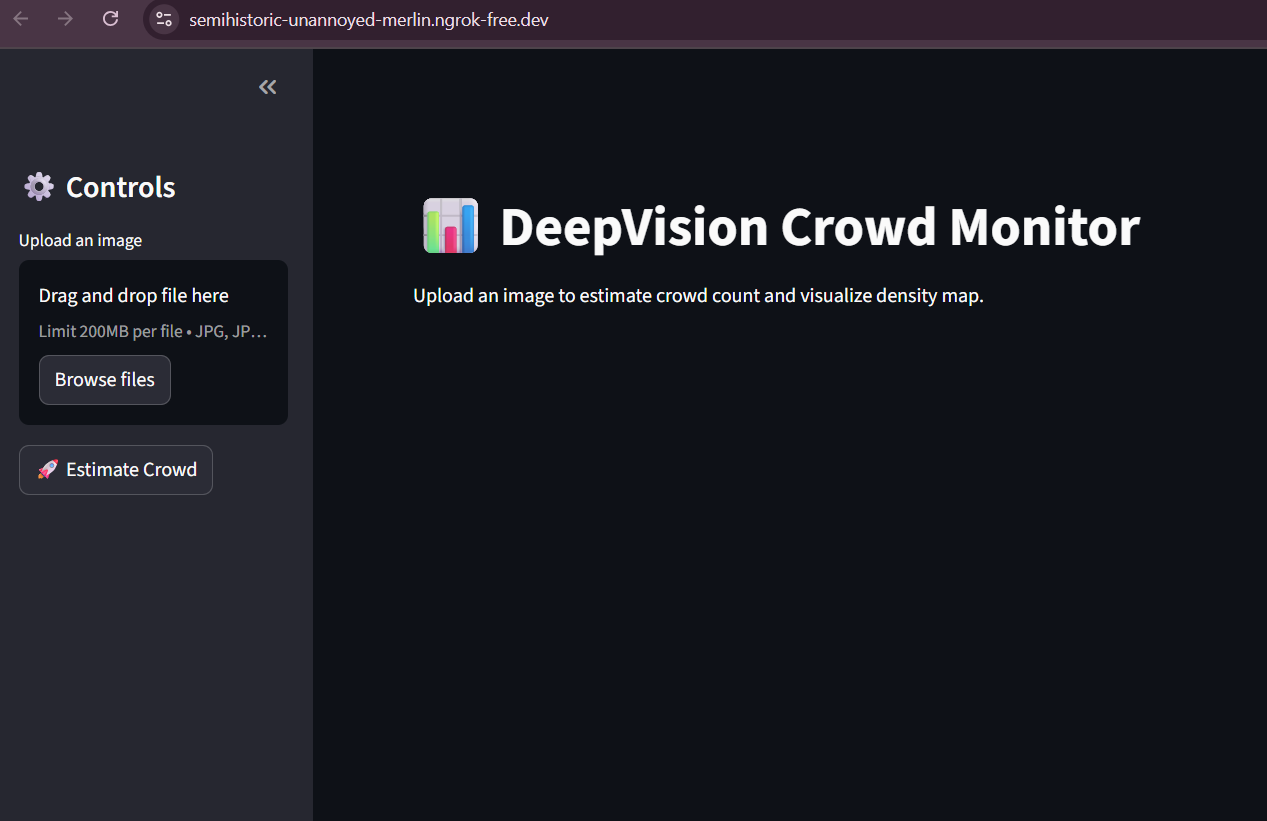 semihistoric-unannoyed-merlin.ngrok-free.dev
Controls
Upload an image
Drag and drop file here
Limit 200MB per file • JPG, JP…
Browse files
Estimate Crowd
DeepVision Crowd Monitor
Upload an image to estimate crowd count and visualize density map.